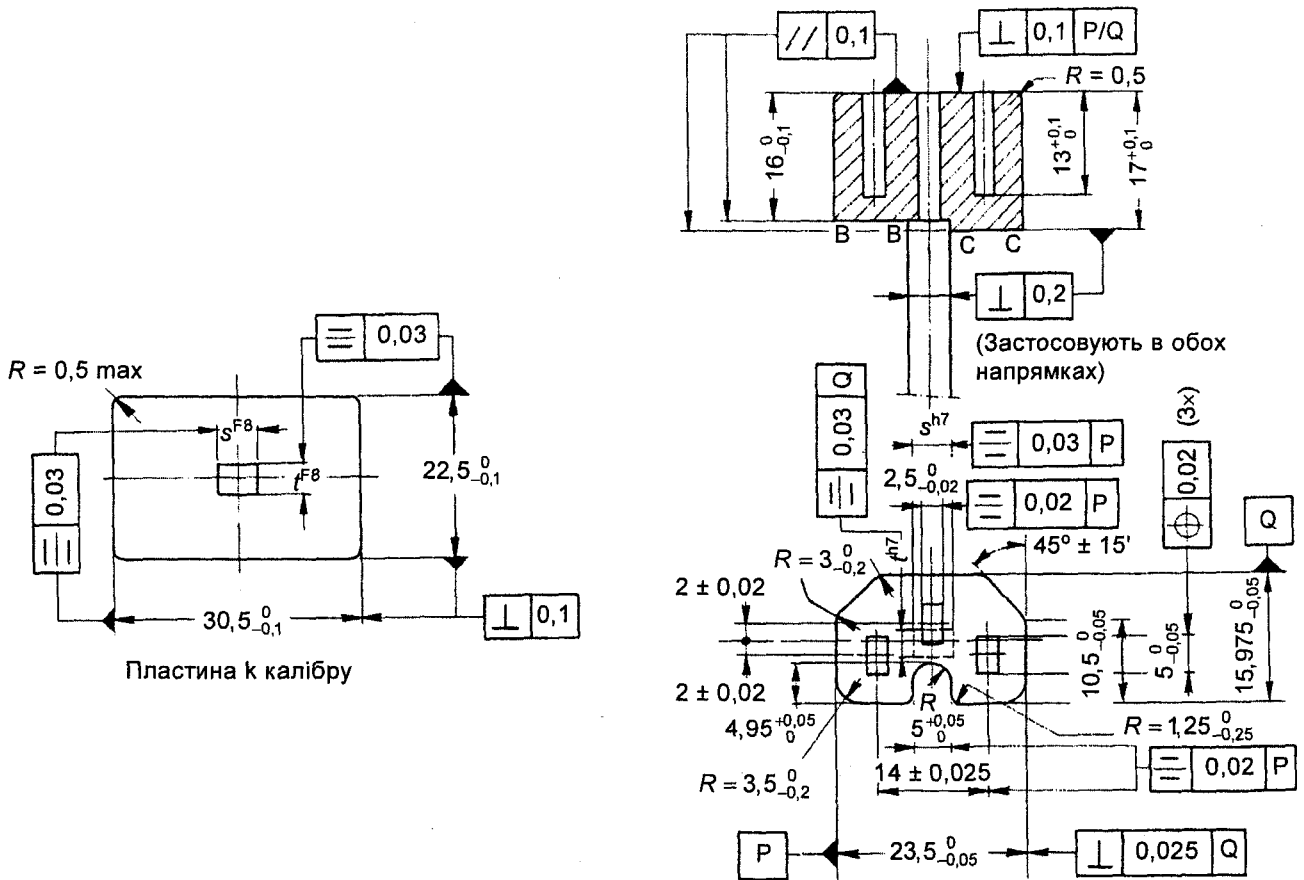 // 0,1
⊥ 0,1 P/Q
R = 0,5
16 0 −0,1
13 +0,1 0
17 +0,1 0
B B C C
⊥ 0,2
(Застосовують в обох
напрямках)
⌯ 0,03
R = 0,5 max
sF8
tF8
22,5 0 −0,1
⌯ 0,03
30,5 0 −0,1
⊥ 0,1
Пластина k калібру
⌯ 0,03 Q
sh7
⌯ 0,03 P
2,5 0 −0,02
⌯ 0,02 P
⌖ 0,02 (3x)
Q
th7
45° ± 15'
R = 3 0 −0,2
2 ± 0,02
2 ± 0,02
4,95 +0,05 0
R
5 +0,05 0
10,5 0 −0,05
5 0 −0,05
15,975 0 −0,05
R = 1,25 0 −0,25
14 ± 0,025
⌯ 0,02 P
R = 3,5 0 −0,2
P
23,5 0 −0,05
⊥ 0,025 Q